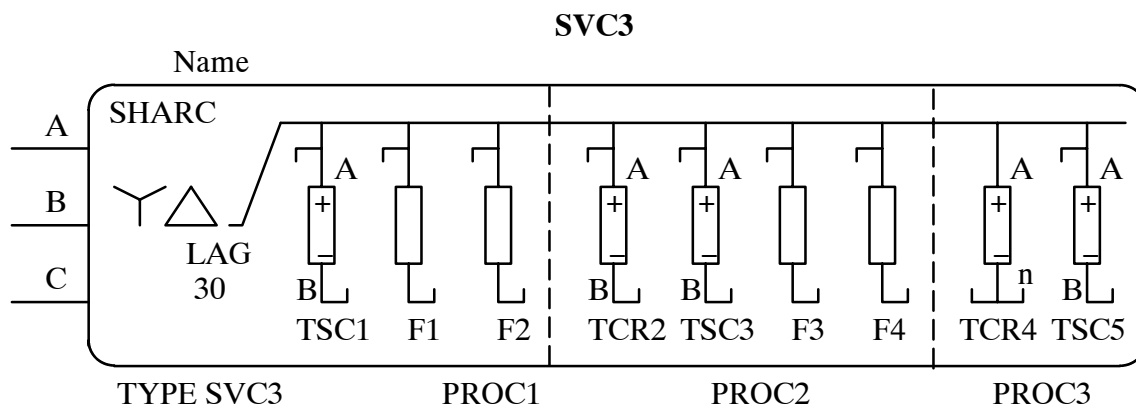 SVC3
Name
SHARC
A
B
C
LAG
30
A A A A A
+ + + + +
− − − − −
B B B n B
TSC1 F1 F2 TCR2 TSC3 F3 F4 TCR4 TSC5
TYPE SVC3 PROC1 PROC2 PROC3